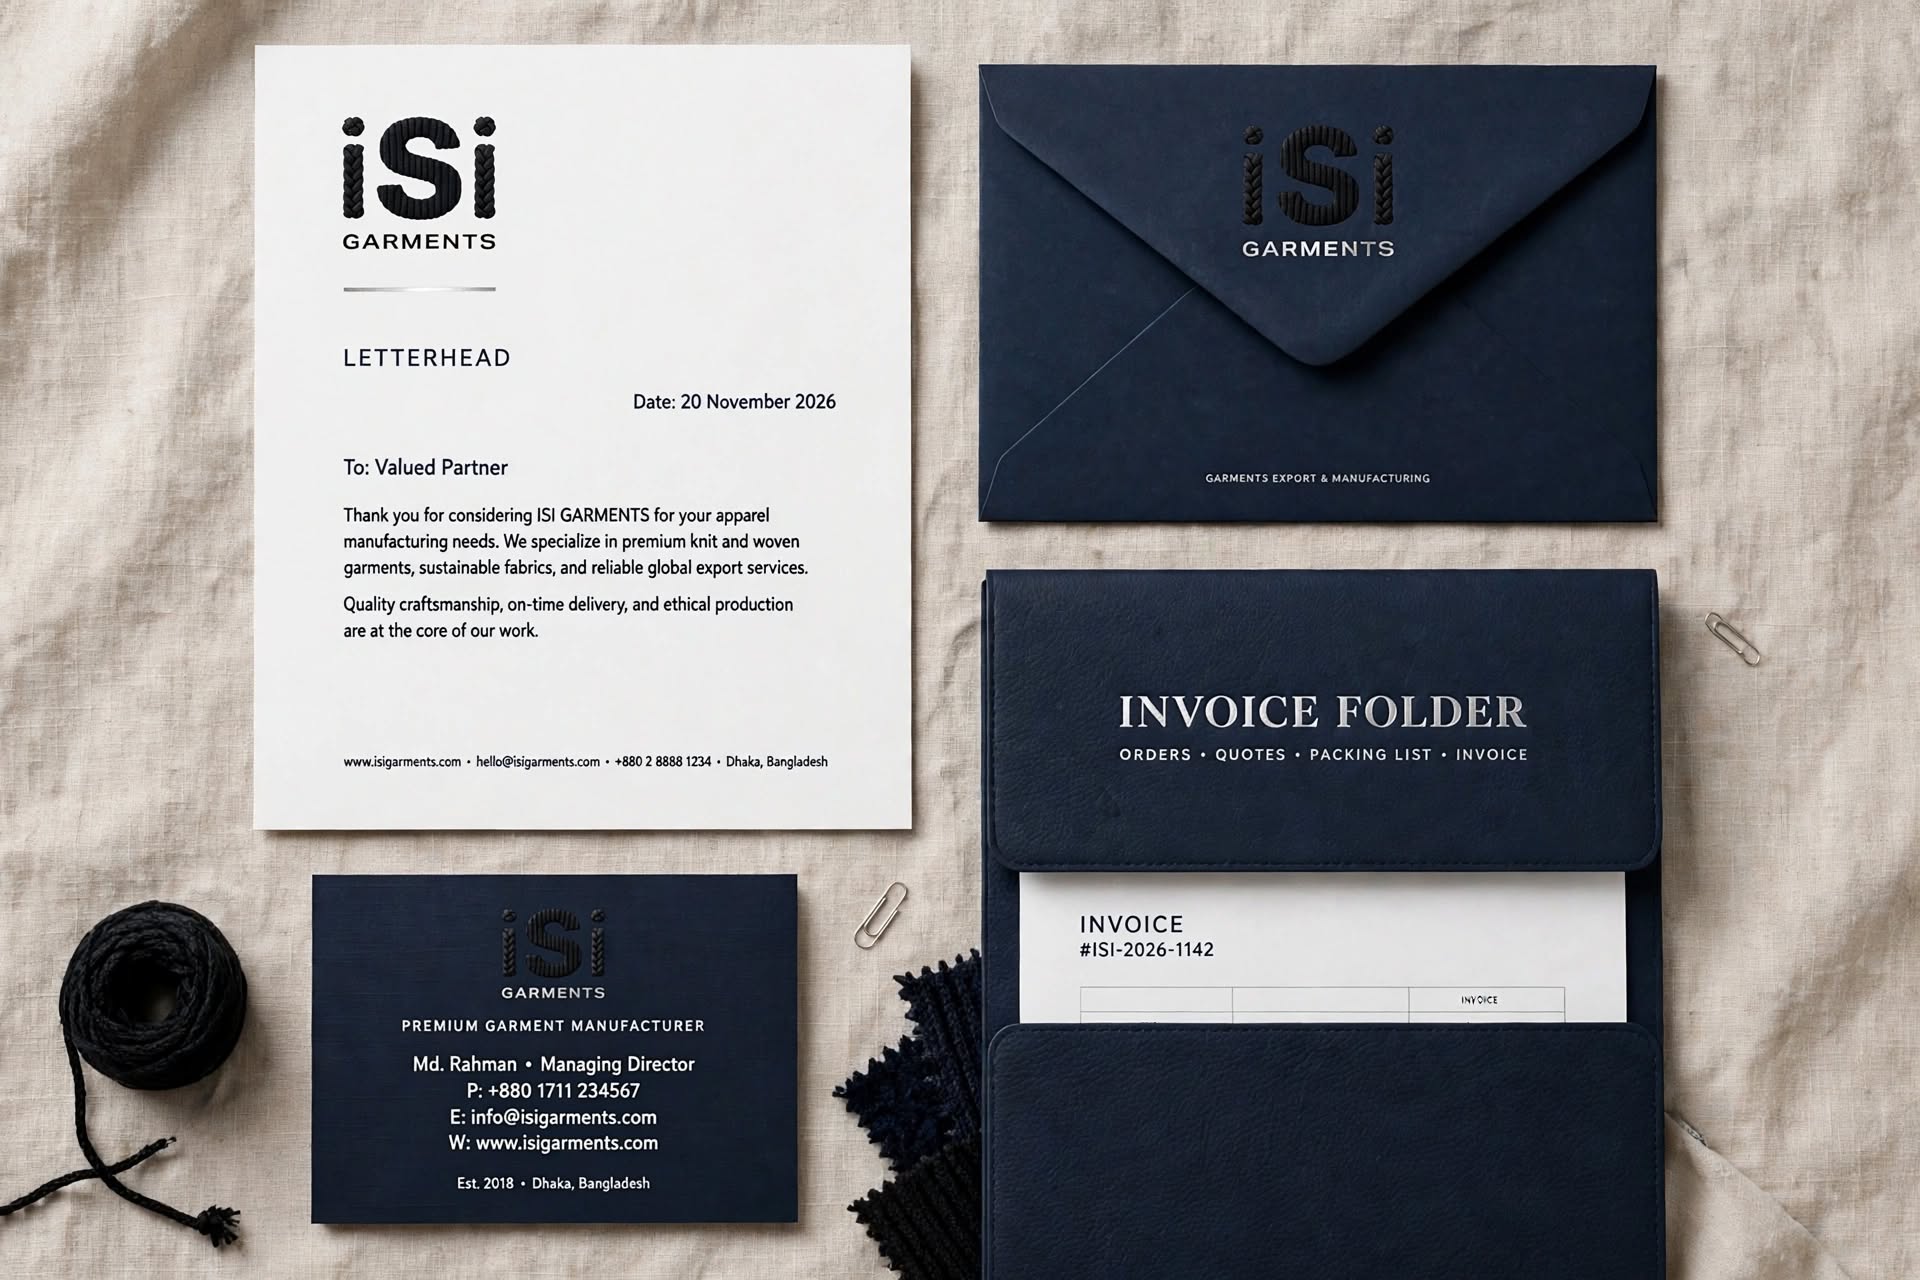 iSi
GARMENTS
LETTERHEAD
Date: 20 November 2026
To: Valued Partner
Thank you for considering ISI GARMENTS for your apparel
manufacturing needs. We specialize in premium knit and woven
garments, sustainable fabrics, and reliable global export services.
Quality craftsmanship, on-time delivery, and ethical production
are at the core of our work.
www.isigarments.com • hello@isigarments.com • +880 2 8888 1234 • Dhaka, Bangladesh
iSi
GARMENTS
GARMENTS EXPORT & MANUFACTURING
iSi
GARMENTS
PREMIUM GARMENT MANUFACTURER
Md. Rahman • Managing Director
P: +880 1711 234567
E: info@isigarments.com
W: www.isigarments.com
Est. 2018 • Dhaka, Bangladesh
INVOICE FOLDER
ORDERS • QUOTES • PACKING LIST • INVOICE
INVOICE
#ISI-2026-1142
INVOICE